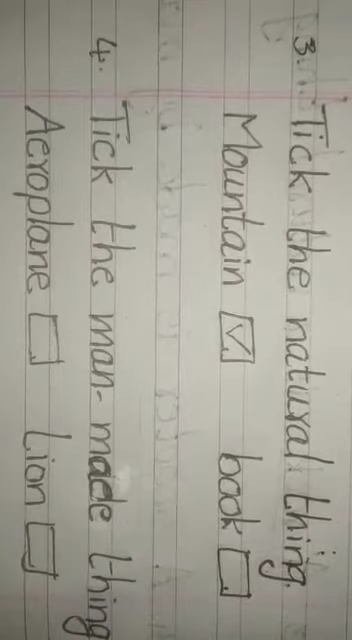 3. Tick the natural thing.
Mountain ☑ book ☐
4. Tick the man-made thing
Aeroplane ☐ Lion ☐